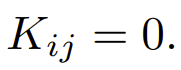 K_{ij} = 0.